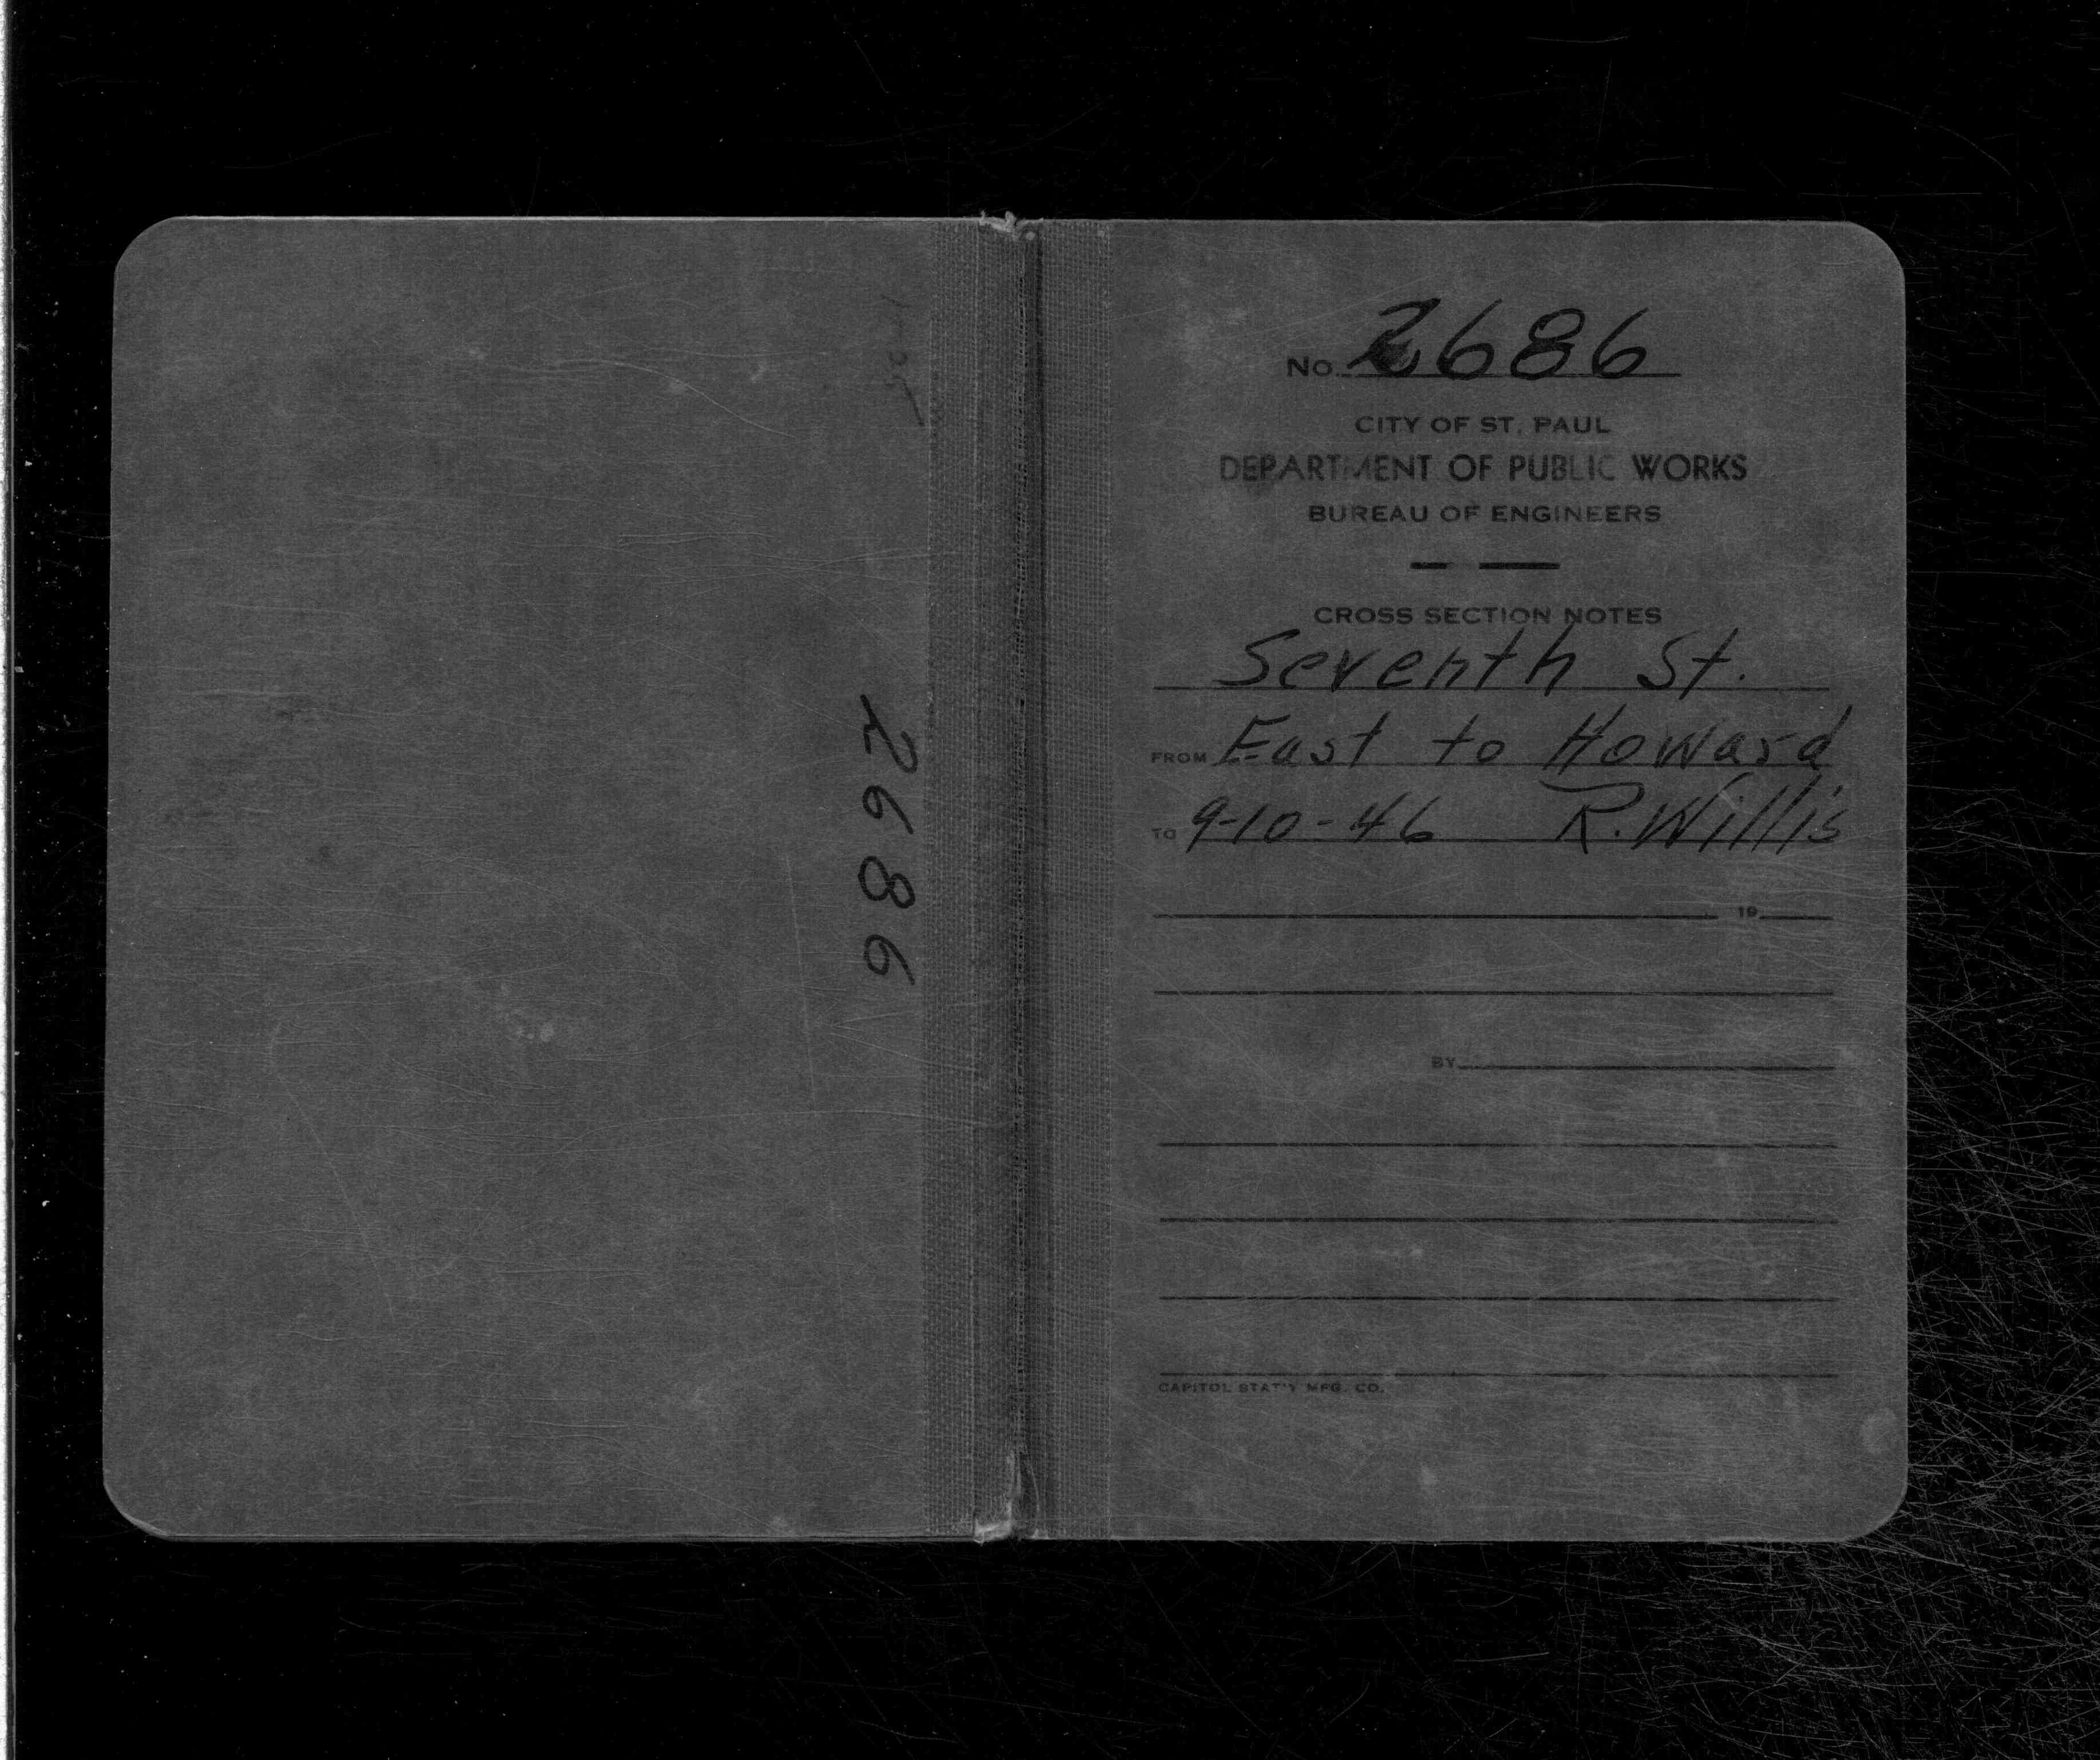 2686
No. 2686
CITY OF ST. PAUL
DEPARTMENT OF PUBLIC WORKS
BUREAU OF ENGINEERS
CROSS SECTION NOTES
Seventh St.
FROM East to Howard
TO 9-10-46 R. Willis
19
BY
CAPITOL STAT'Y MFG. CO.